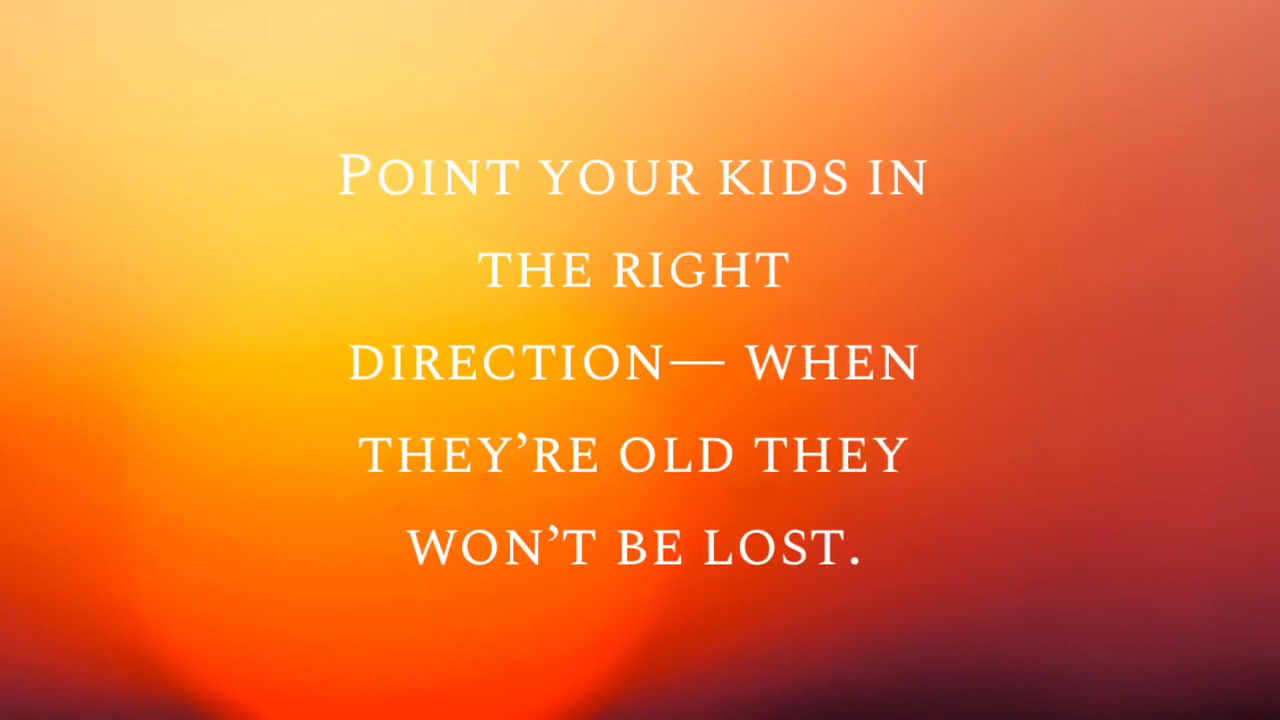 Point your kids in
the right
direction— when
they’re old they
won’t be lost.